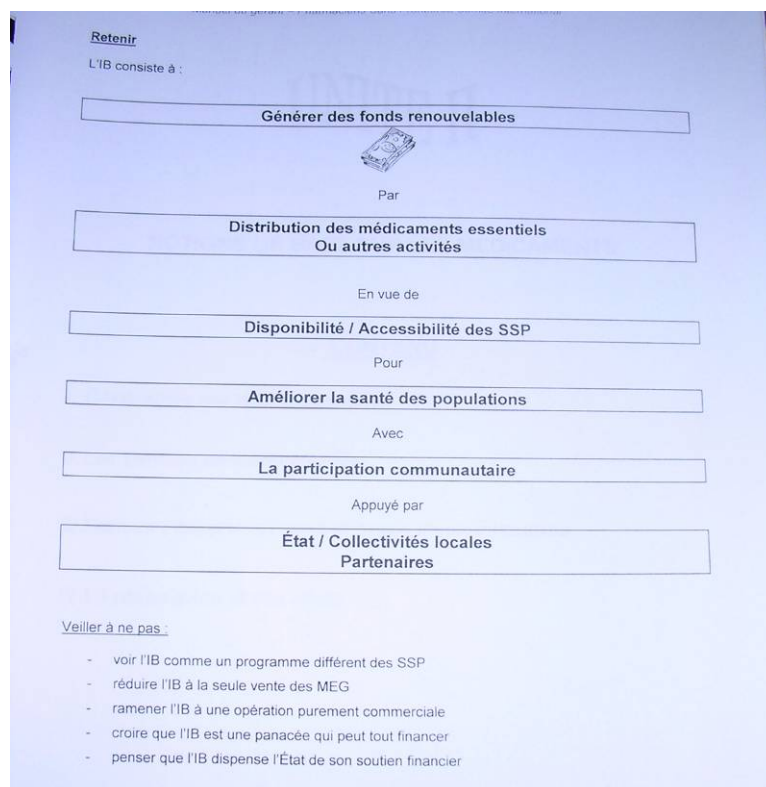 Retenir
L'IB consiste à :
Générer des fonds renouvelables
Par
Distribution des médicaments essentiels
Ou autres activités
En vue de
Disponibilité / Accessibilité des SSP
Pour
Améliorer la santé des populations
Avec
La participation communautaire
Appuyé par
État / Collectivités locales
Partenaires
Veiller à ne pas :
- voir l'IB comme un programme différent des SSP
- réduire l'IB à la seule vente des MEG
- ramener l'IB à une opération purement commerciale
- croire que l'IB est une panacée qui peut tout financer
- penser que l'IB dispense l'État de son soutien financier